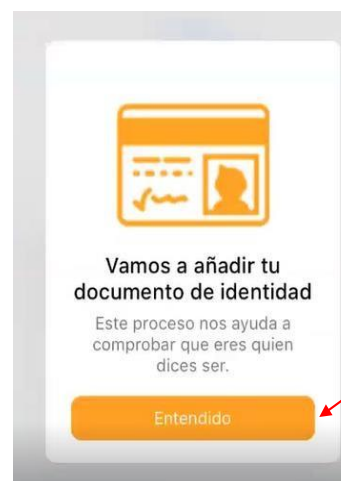 Vamos a añadir tu
documento de identidad
Este proceso nos ayuda a
comprobar que eres quien
dices ser.
Entendido